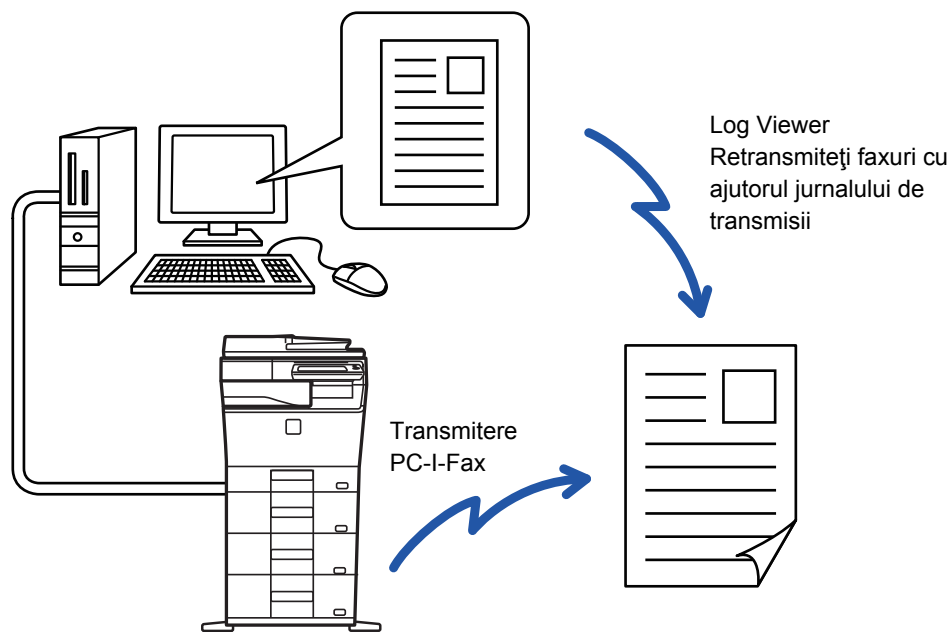 Log Viewer
Retransmiteţi faxuri cu
ajutorul jurnalului de
transmisii
Transmitere
PC-I-Fax